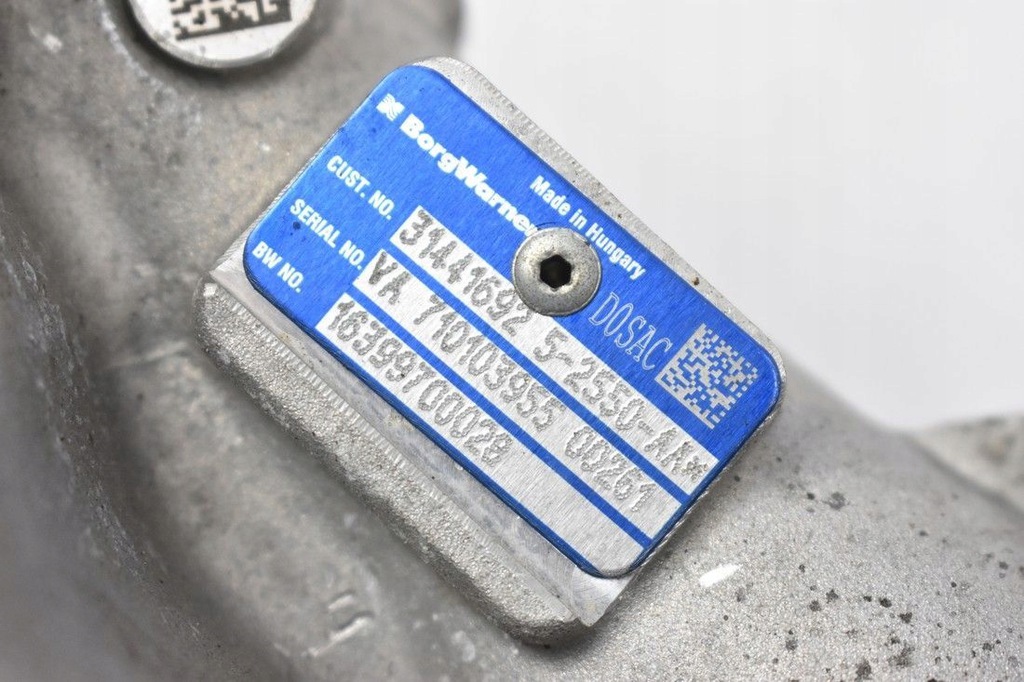 BorgWarner
Made in Hungary
DOSAC
CUST. NO. 31441692 5-2550-AA*
SERIAL NO. VA 710103955 00261
BW NO. 16399700028